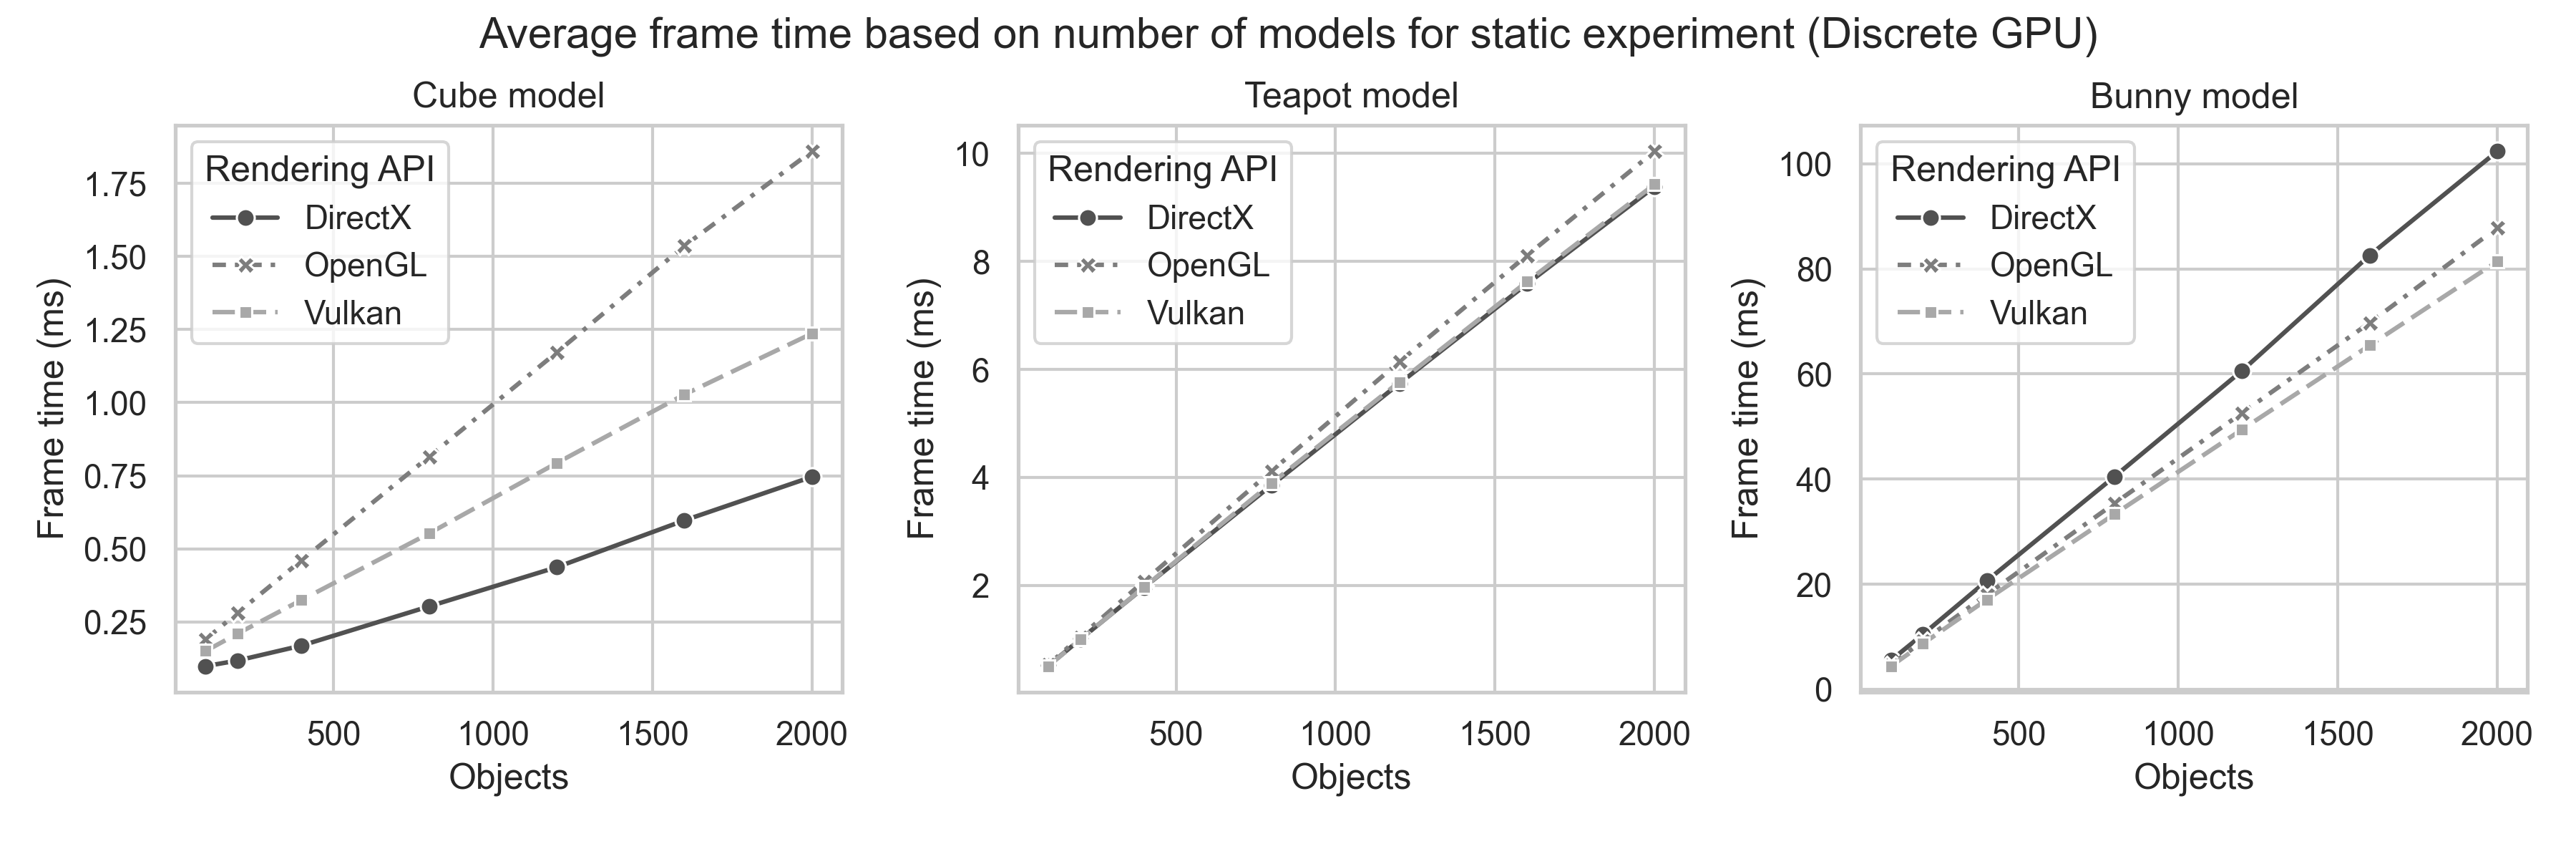 Average frame time based on number of models for static experiment (Discrete GPU)
Cube model
Rendering API
DirectX
OpenGL
Vulkan
Frame time (ms)
1.75
1.50
1.25
1.00
0.75
0.50
0.25
500 1000 1500 2000
Objects
Teapot model
Rendering API
DirectX
OpenGL
Vulkan
Frame time (ms)
10
8
6
4
2
500 1000 1500 2000
Objects
Bunny model
Rendering API
DirectX
OpenGL
Vulkan
Frame time (ms)
100
80
60
40
20
0
500 1000 1500 2000
Objects